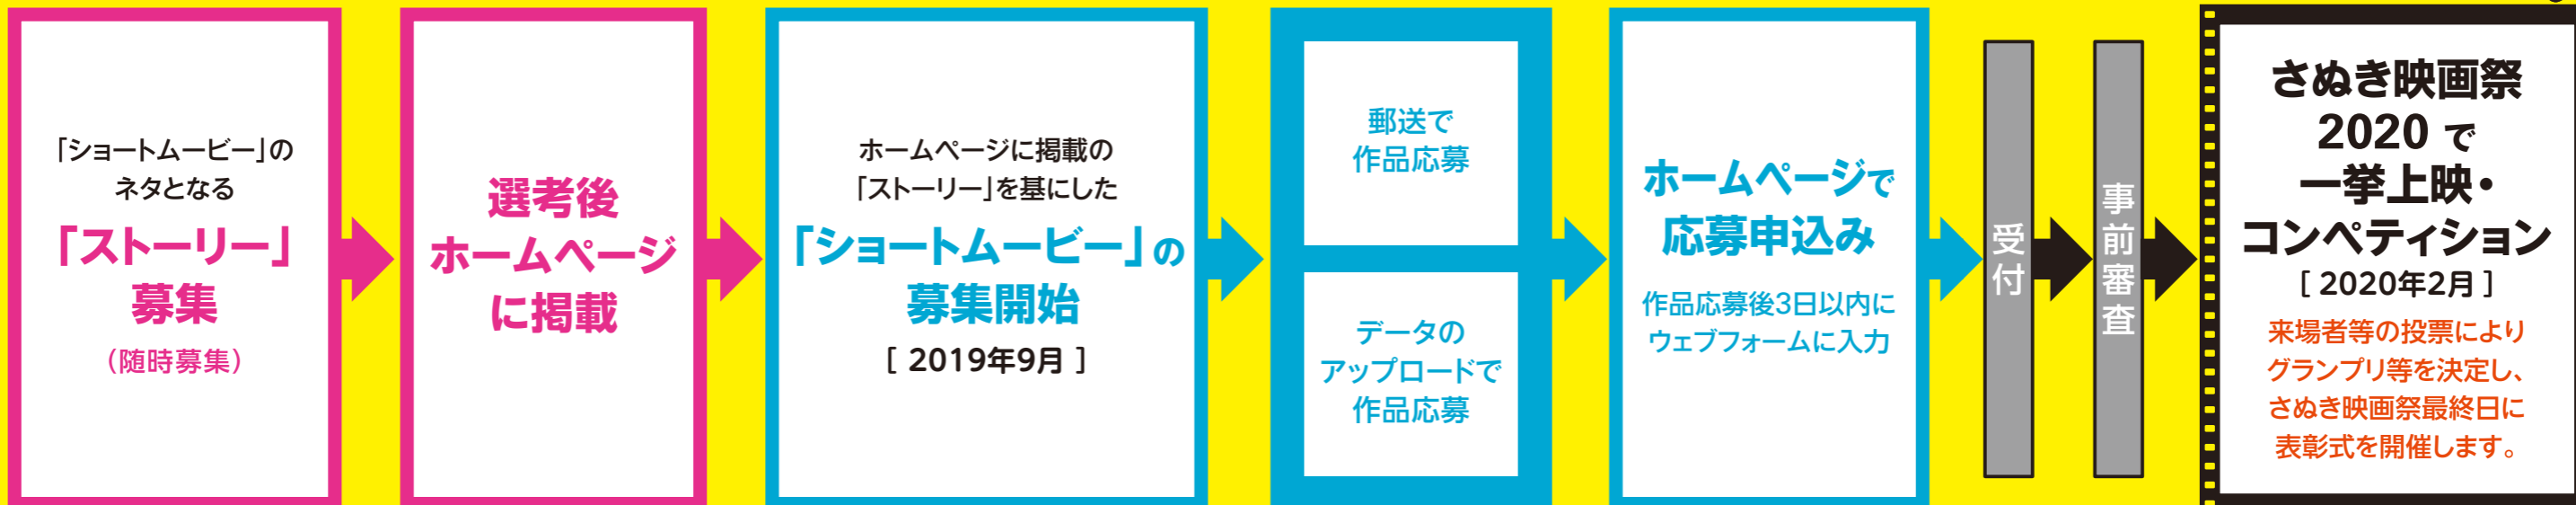 「ショートムービー」の
ネタとなる
「ストーリー」
募集
（随時募集）
選考後
ホームページ
に掲載
ホームページに掲載の
「ストーリー」を基にした
「ショートムービー」の
募集開始
［ 2019年9月 ］
郵送で
作品応募
データの
アップロードで
作品応募
ホームページで
応募申込み
作品応募後3日以内に
ウェブフォームに入力
受付
事前審査
さぬき映画祭
2020 で
一挙上映・
コンペティション
［ 2020年2月 ］
来場者等の投票により
グランプリ等を決定し、
さぬき映画祭最終日に
表彰式を開催します。